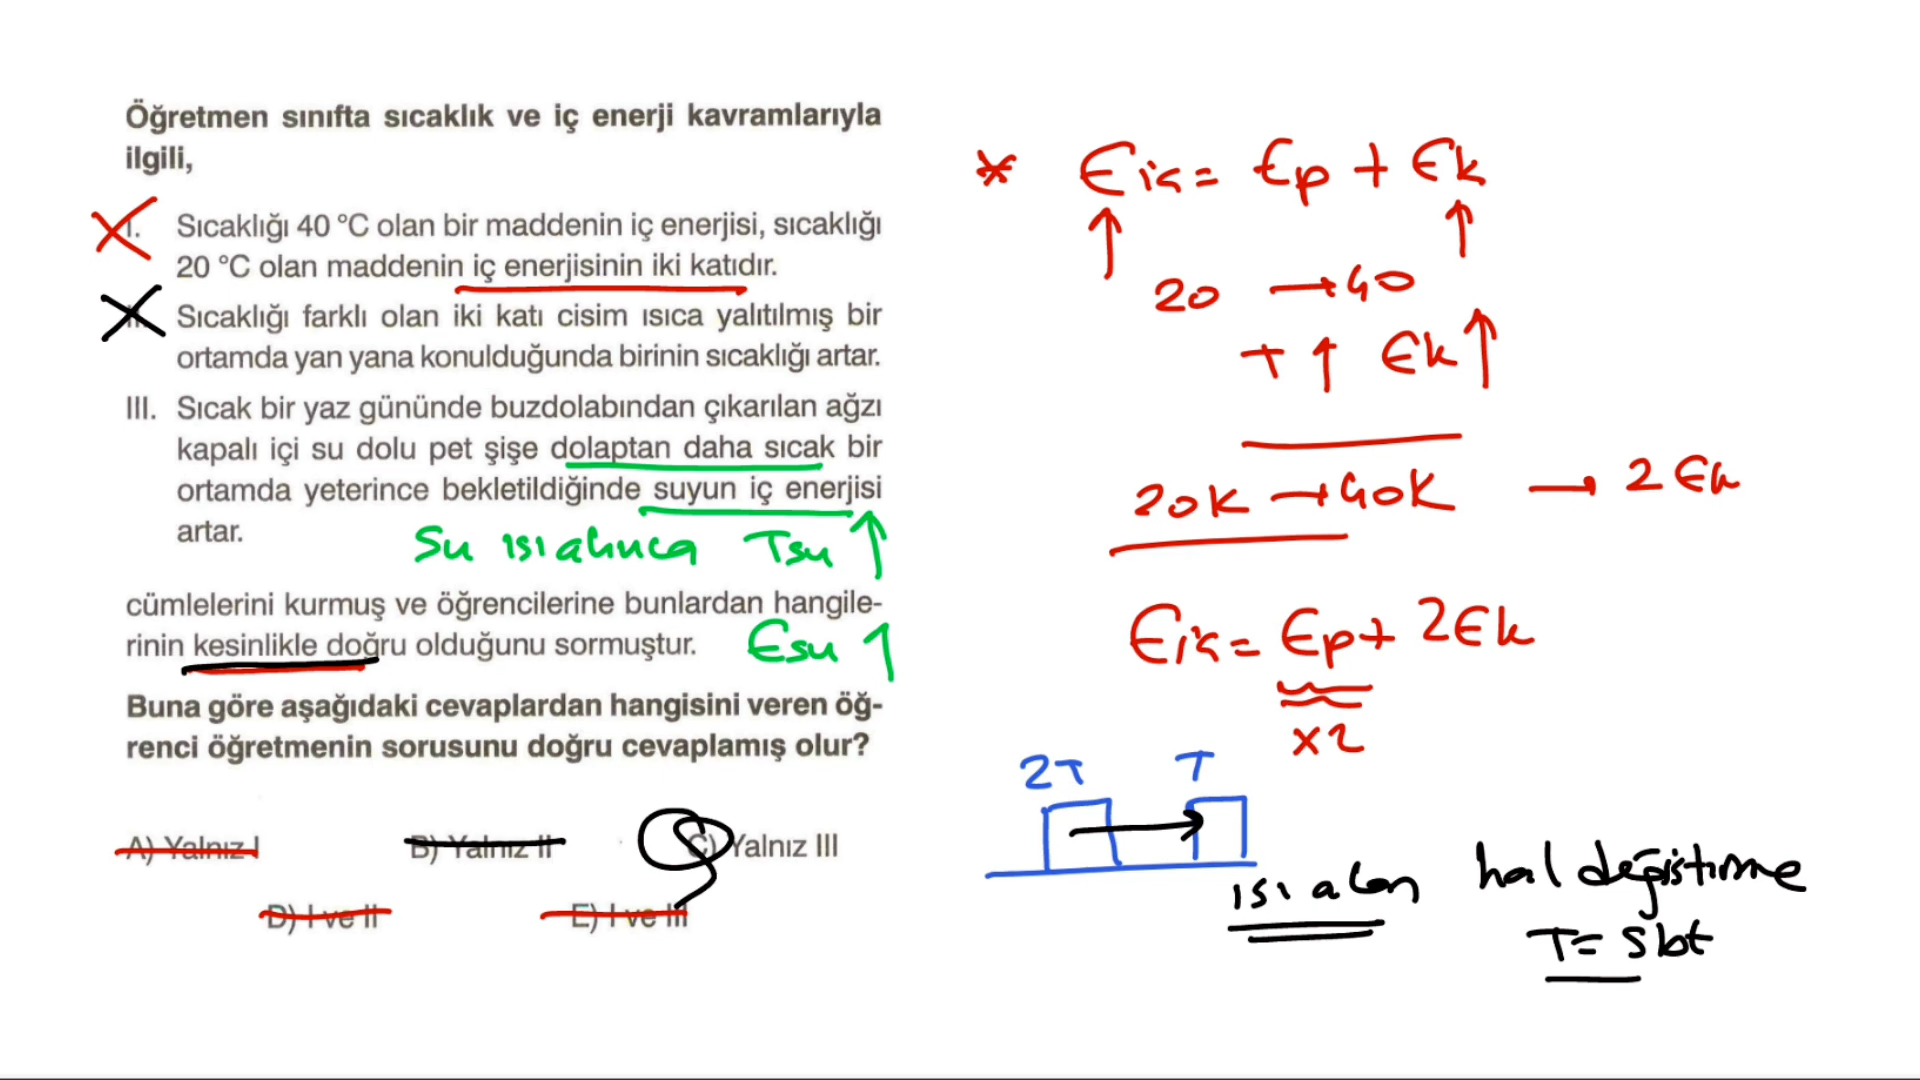 Öğretmen sınıfta sıcaklık ve iç enerji kavramlarıyla
ilgili,
I. Sıcaklığı 40 °C olan bir maddenin iç enerjisi, sıcaklığı
20 °C olan maddenin iç enerjisinin iki katıdır.
II. Sıcaklığı farklı olan iki katı cisim ısıca yalıtılmış bir
ortamda yan yana konulduğunda birinin sıcaklığı artar.
III. Sıcak bir yaz gününde buzdolabından çıkarılan ağzı
kapalı içi su dolu pet şişe dolaptan daha sıcak bir
ortamda yeterince bekletildiğinde suyun iç enerjisi
artar.
Su ısı alınca Tsu ↑
cümlelerini kurmuş ve öğrencilerine bunlardan hangile-
rinin kesinlikle doğru olduğunu sormuştur.
Esu ↑
Buna göre aşağıdaki cevaplardan hangisini veren öğ-
renci öğretmenin sorusunu doğru cevaplamış olur?
A) Yalnız I
B) Yalnız II
C) Yalnız III
D) I ve II
E) I ve III
* Eiç = Ep + Ek
↑ ↑
20 → 40
T ↑ Ek ↑
20K → 40K → 2Ek
Eiç = Ep + 2Ek
x2
2T T
ısı alan
hal değiştirme
T = sbt